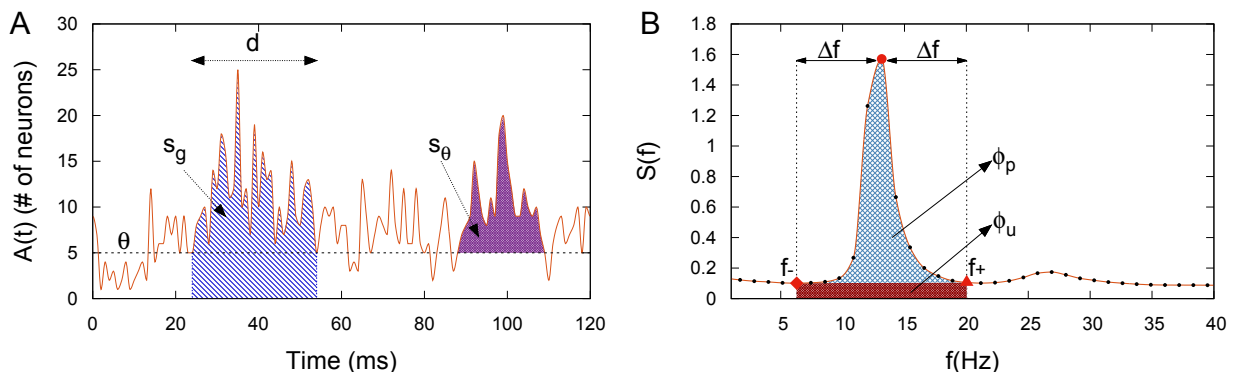 A
A(t) (# of neurons)
30
25
20
15
10
5
0
d
s_g
s_θ
θ
0 20 40 60 80 100 120
Time (ms)
B
S(f)
1.8
1.6
1.4
1.2
1
0.8
0.6
0.4
0.2
0
Δf Δf
ϕ_p
ϕ_u
f- f+
5 10 15 20 25 30 35 40
f(Hz)